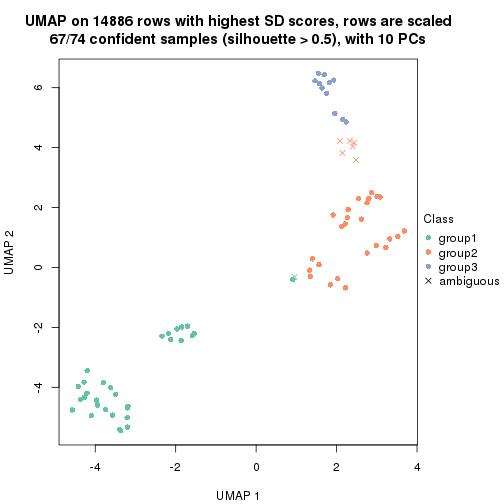 UMAP on 14886 rows with highest SD scores, rows are scaled
67/74 confident samples (silhouette > 0.5), with 10 PCs
6
4
2
0
-2
-4
UMAP 2
-4
-2
0
2
4
UMAP 1
Class
group1
group2
group3
ambiguous